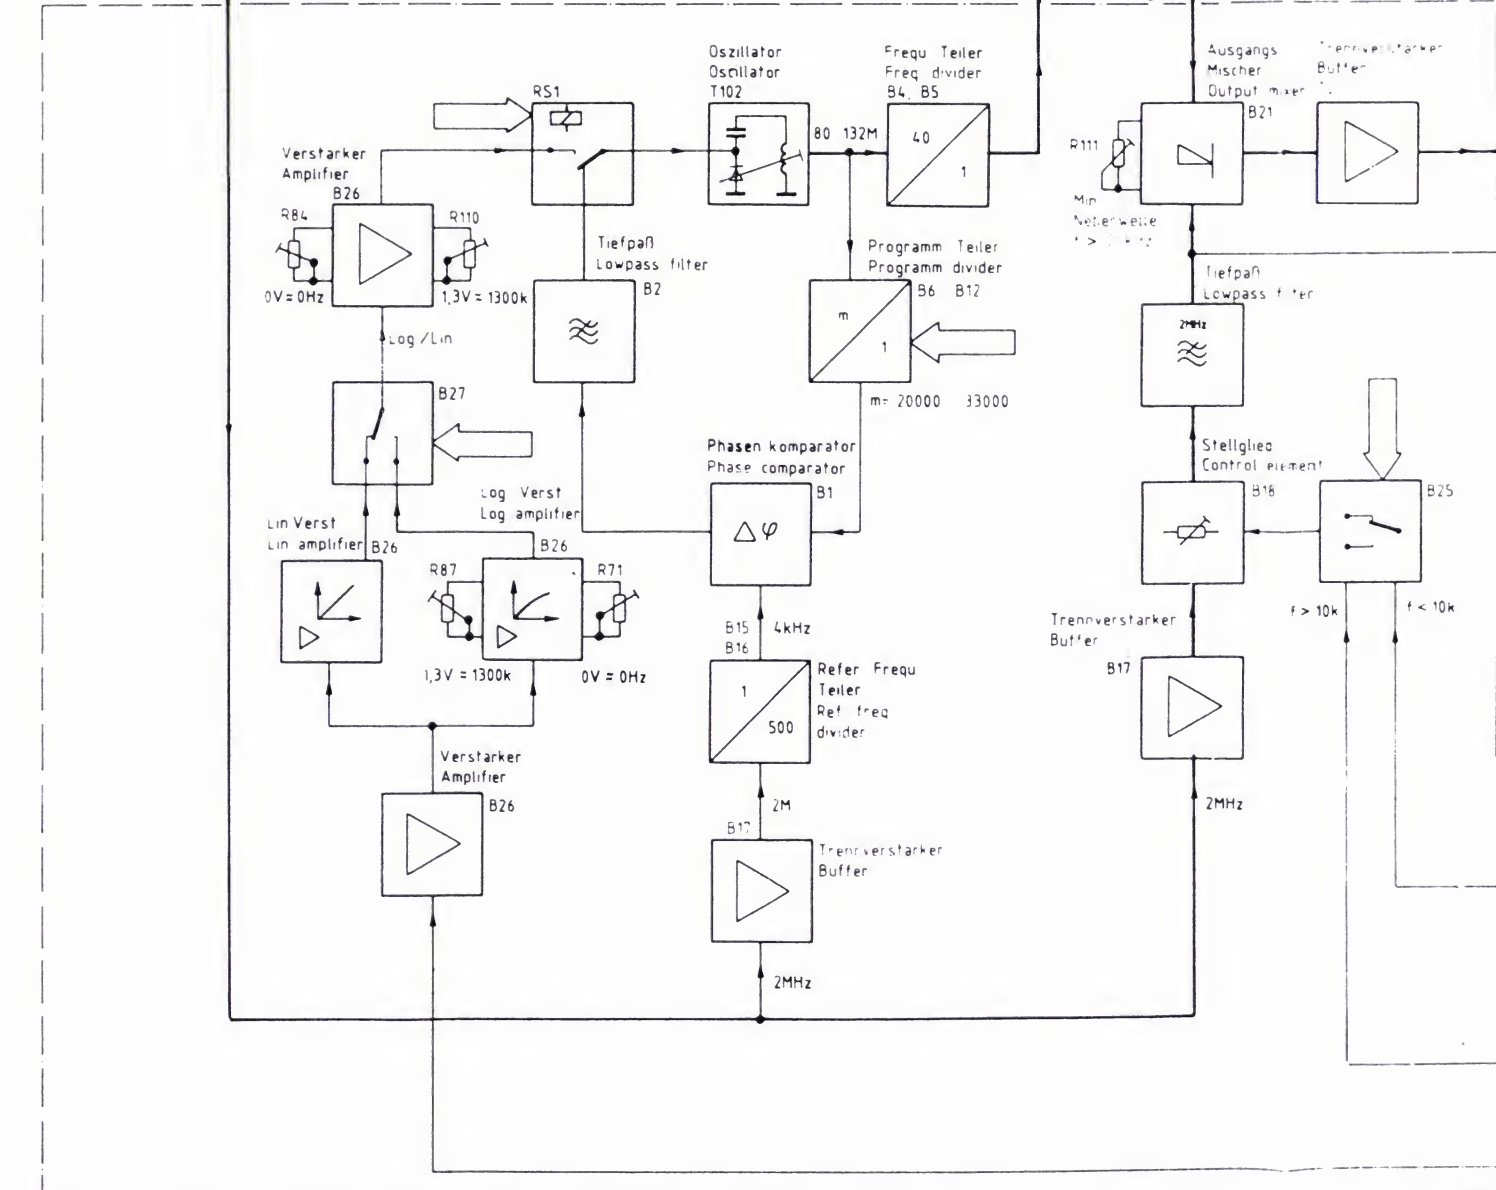 Oszillator
Oscillator
T102
Frequ Teiler
Freq divider
B4, B5
Ausgangs
Mischer
Output mixer
B21
Trennverstarker
Buffer
RS1
80 132M
40
1
R111
Min
Verstarker
Amplifier
B26
R84
R110
0V = 0Hz
1,3V = 1300k
Tiefpaß
Lowpass filter
B2
Programm Teiler
Programm divider
B6 B12
m
1
m= 20000 33000
Tiefpaß
Lowpass filter
2MHz
Log/Lin
B27
Phasen komparator
Phase comparator
B1
Δφ
Stellglied
Control element
B18
B25
Log Verst
Log amplifier
B26
Lin Verst
Lin amplifier
B26
R87
R71
1,3V = 1300k
0V = 0Hz
B15
B16
4kHz
f > 10k
f < 10k
Trennverstarker
Buffer
B17
Refer Frequ
Teiler
Ref freq
divider
1
500
Verstarker
Amplifier
B26
2M
B17
Trennverstarker
Buffer
2MHz
2MHz